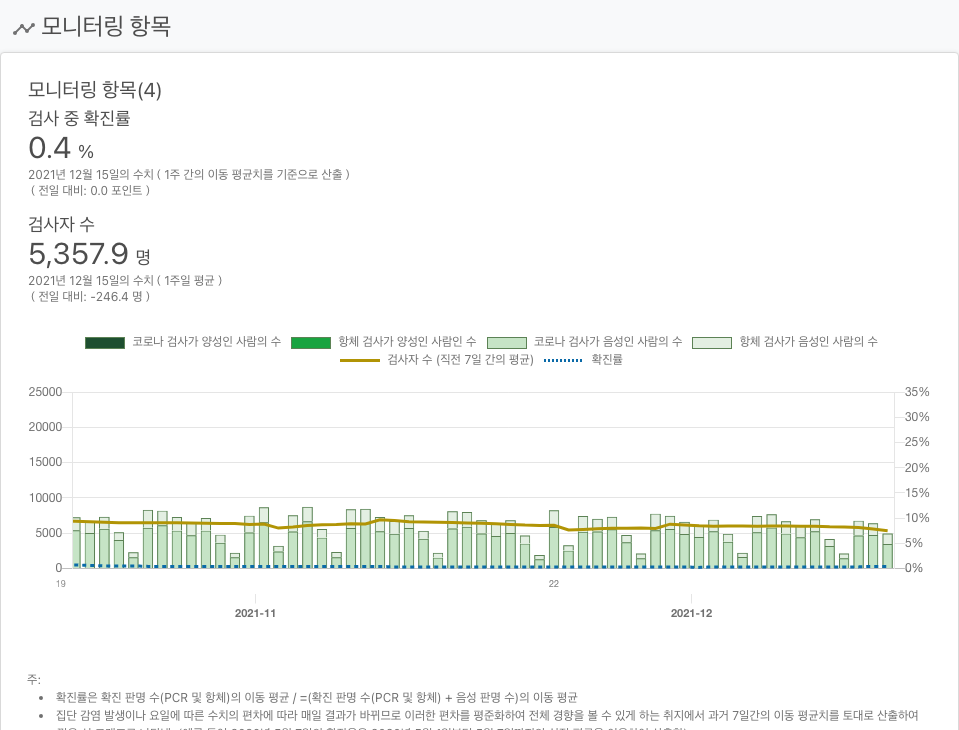 모니터링 항목
모니터링 항목(4)
검사 중 확진률
0.4 %
2021년 12월 15일의 수치 ( 1주 간의 이동 평균치를 기준으로 산출 )
( 전일 대비: 0.0 포인트 )
검사자 수
5,357.9 명
2021년 12월 15일의 수치 ( 1주일 평균 )
( 전일 대비: -246.4 명 )
코로나 검사가 양성인 사람의 수 항체 검사가 양성인 사람인 수 코로나 검사가 음성인 사람의 수 항체 검사가 음성인 사람의 수
검사자 수 (직전 7일 간의 평균) 확진률
25000 35%
30%
20000
25%
15000 20%
10000 15%
10%
5000
5%
0 0%
19 22
2021-11 2021-12
주:
• 확진률은 확진 판명 수(PCR 및 항체)의 이동 평균 / =(확진 판명 수(PCR 및 항체) + 음성 판명 수)의 이동 평균
• 집단 감염 발생이나 요일에 따른 수치의 편차에 따라 매일 결과가 바뀌므로 이러한 편차를 평준화하여 전체 경향을 볼 수 있게 하는 취지에서 과거 7일간의 이동 평균치를 토대로 산출하여